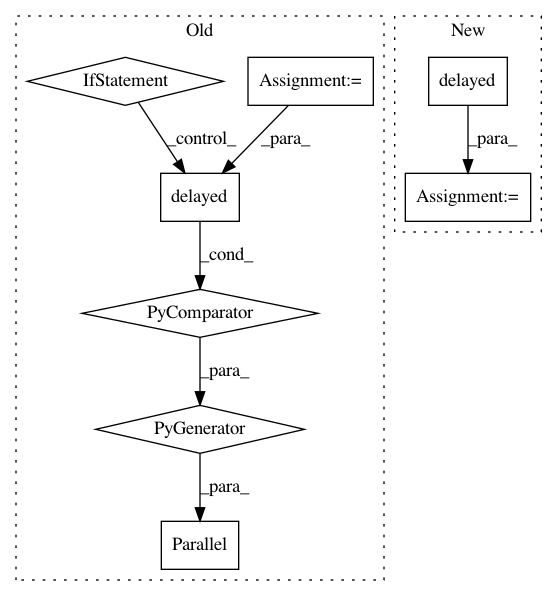 Old
New
IfStatement
Assignment:=
delayed
_control_
_para_
_para_
delayed
Assignment:=
_cond_
PyComparator
_para_
PyGenerator
_para_
Parallel